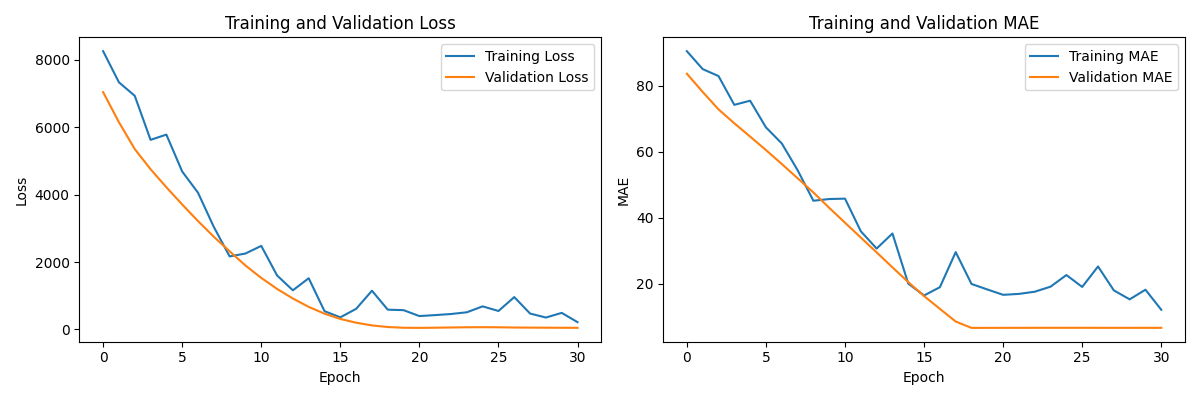 Training and Validation Loss
Training Loss
Validation Loss
8000
6000
4000
2000
0
Loss
0 5 10 15 20 25 30
Epoch
Training and Validation MAE
Training MAE
Validation MAE
80
60
40
20
MAE
0 5 10 15 20 25 30
Epoch